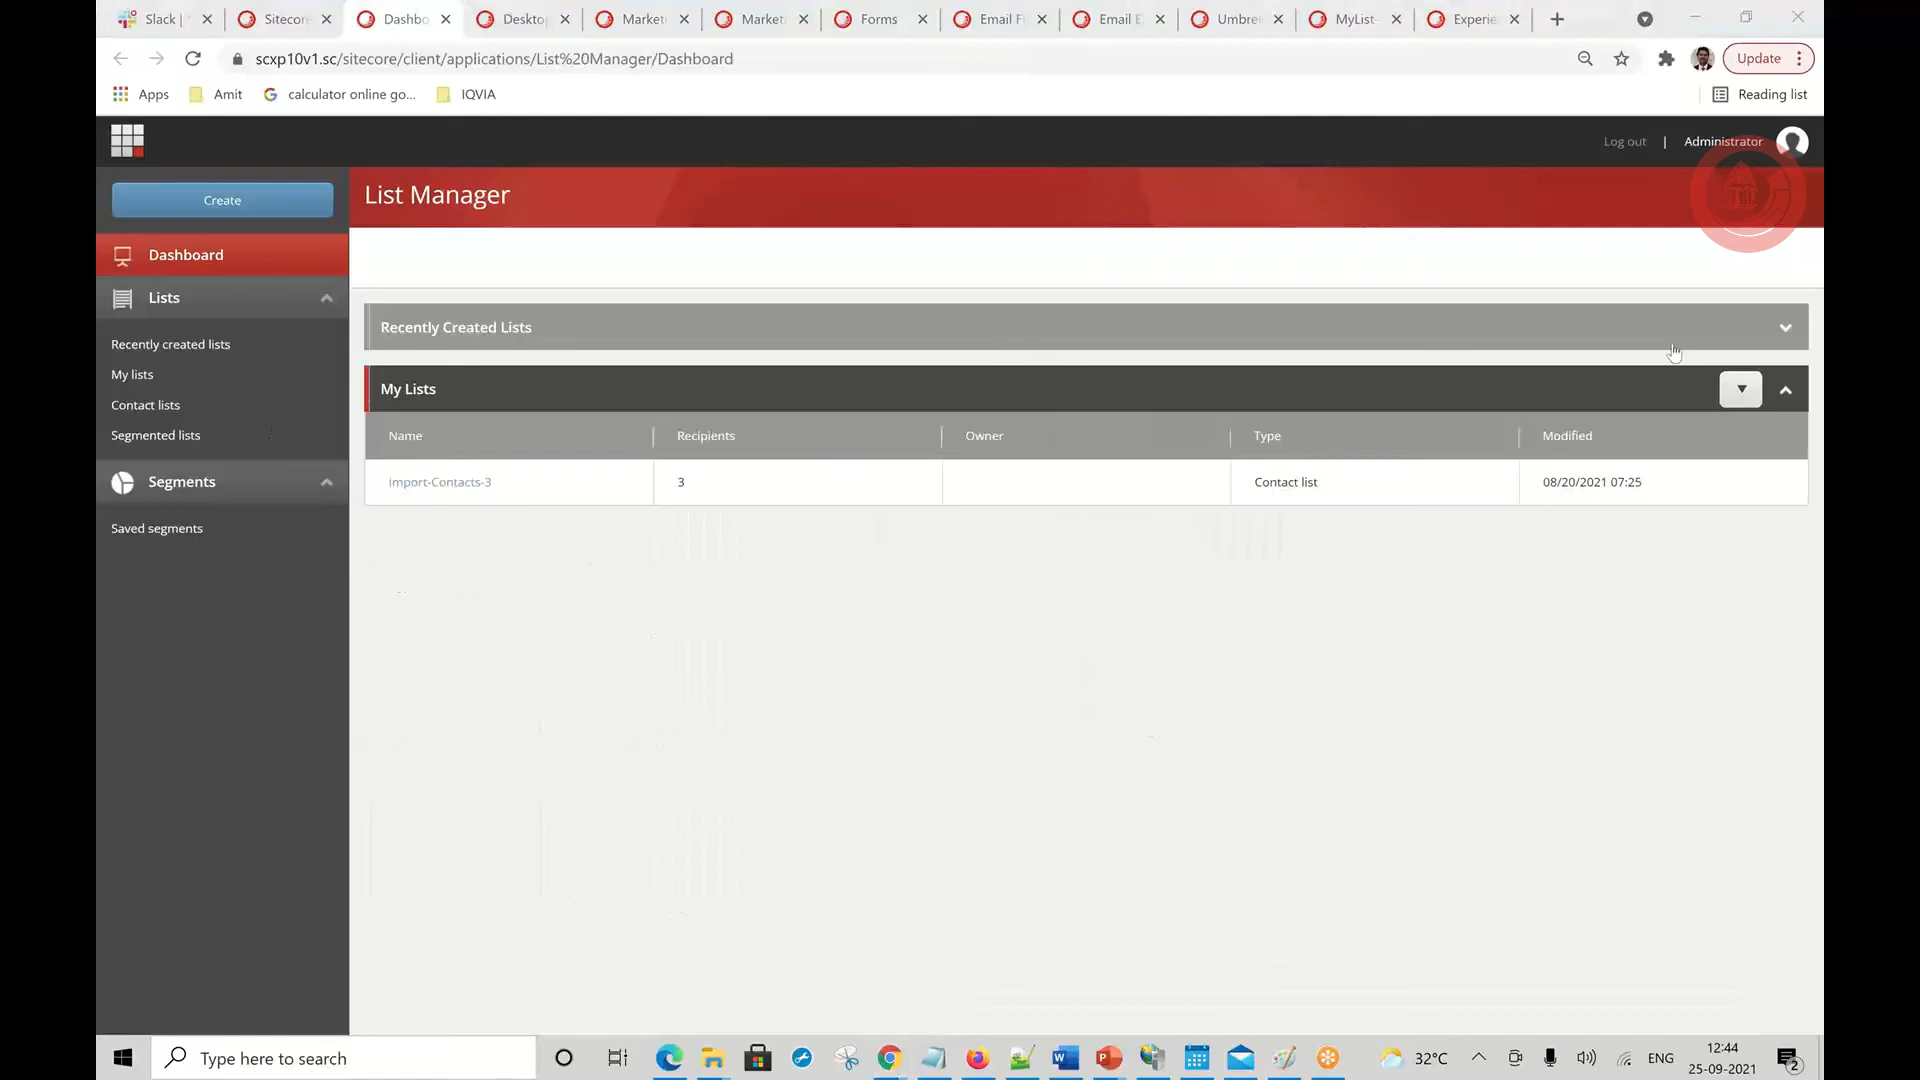 Slack |
Sitecore
Dashbo
Desktop
Market
Market
Forms
Email F
Email E
Umbre
MyList
Experie
scxp10v1.sc/sitecore/client/applications/List%20Manager/Dashboard
Update
Apps
Amit
calculator online go...
IQVIA
Reading list
Log out | Administrator
Create
List Manager
Dashboard
Lists
Recently created lists
My lists
Contact lists
Segmented lists
Segments
Saved segments
Recently Created Lists
My Lists
Name Recipients Owner Type Modified
Import-Contacts-3 3 Contact list 08/20/2021 07:25
Type here to search
32°C
ENG
12:44
25-09-2021
2